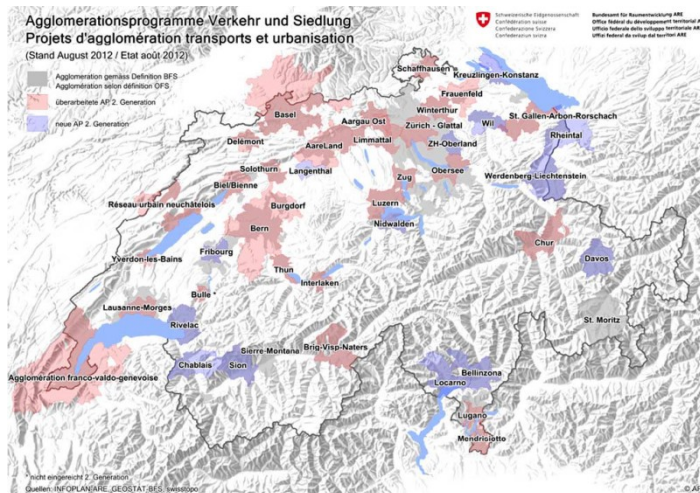 Agglomerationsprogramme Verkehr und Siedlung
Projets d'agglomération transports et urbanisation
(Stand August 2012 / Etat août 2012)
Schweizerische Eidgenossenschaft
Confédération suisse
Confederazione Svizzera
Confederaziun svizra
Bundesamt für Raumentwicklung ARE
Office fédéral du développement territorial A
Ufficio federale dello sviluppo territoriale ARE
Uffizi federal da svilup dal territori ARE
Agglomeration gemäss Definition BFS
Agglomération selon définition OFS
überarbeitete AP 2. Generation
neue AP 2. Generation
Schaffhausen
Kreuzlingen-Konstanz
Frauenfeld
Basel
Winterthur
Aargau Ost
Wil
St. Gallen-Arbon-Rorschach
Zürich - Glattal
Rheintal
Delémont
AareLand
Limmattal
ZH-Oberland
Solothurn
Langenthal
Obersee
Werdenberg-Liechtenstein
Biel/Bienne
Zug
Réseau urbain neuchâtelois
Burgdorf
Luzern
Bern
Nidwalden
Chur
Fribourg
Davos
Yverdon-les-Bains
Thun
Interlaken
Bulle *
Lausanne-Morges
St. Moritz
Rivelac
Sierre-Montana
Brig-Visp-Naters
Chablais
Sion
Agglomération franco-valdo-genevoise
Bellinzona
Locarno
Lugano
Mendrisiotto
* nicht eingereicht 2. Generation
Quellen: INFOPLAN-ARE, GEOSTAT-BFS, swisstopo